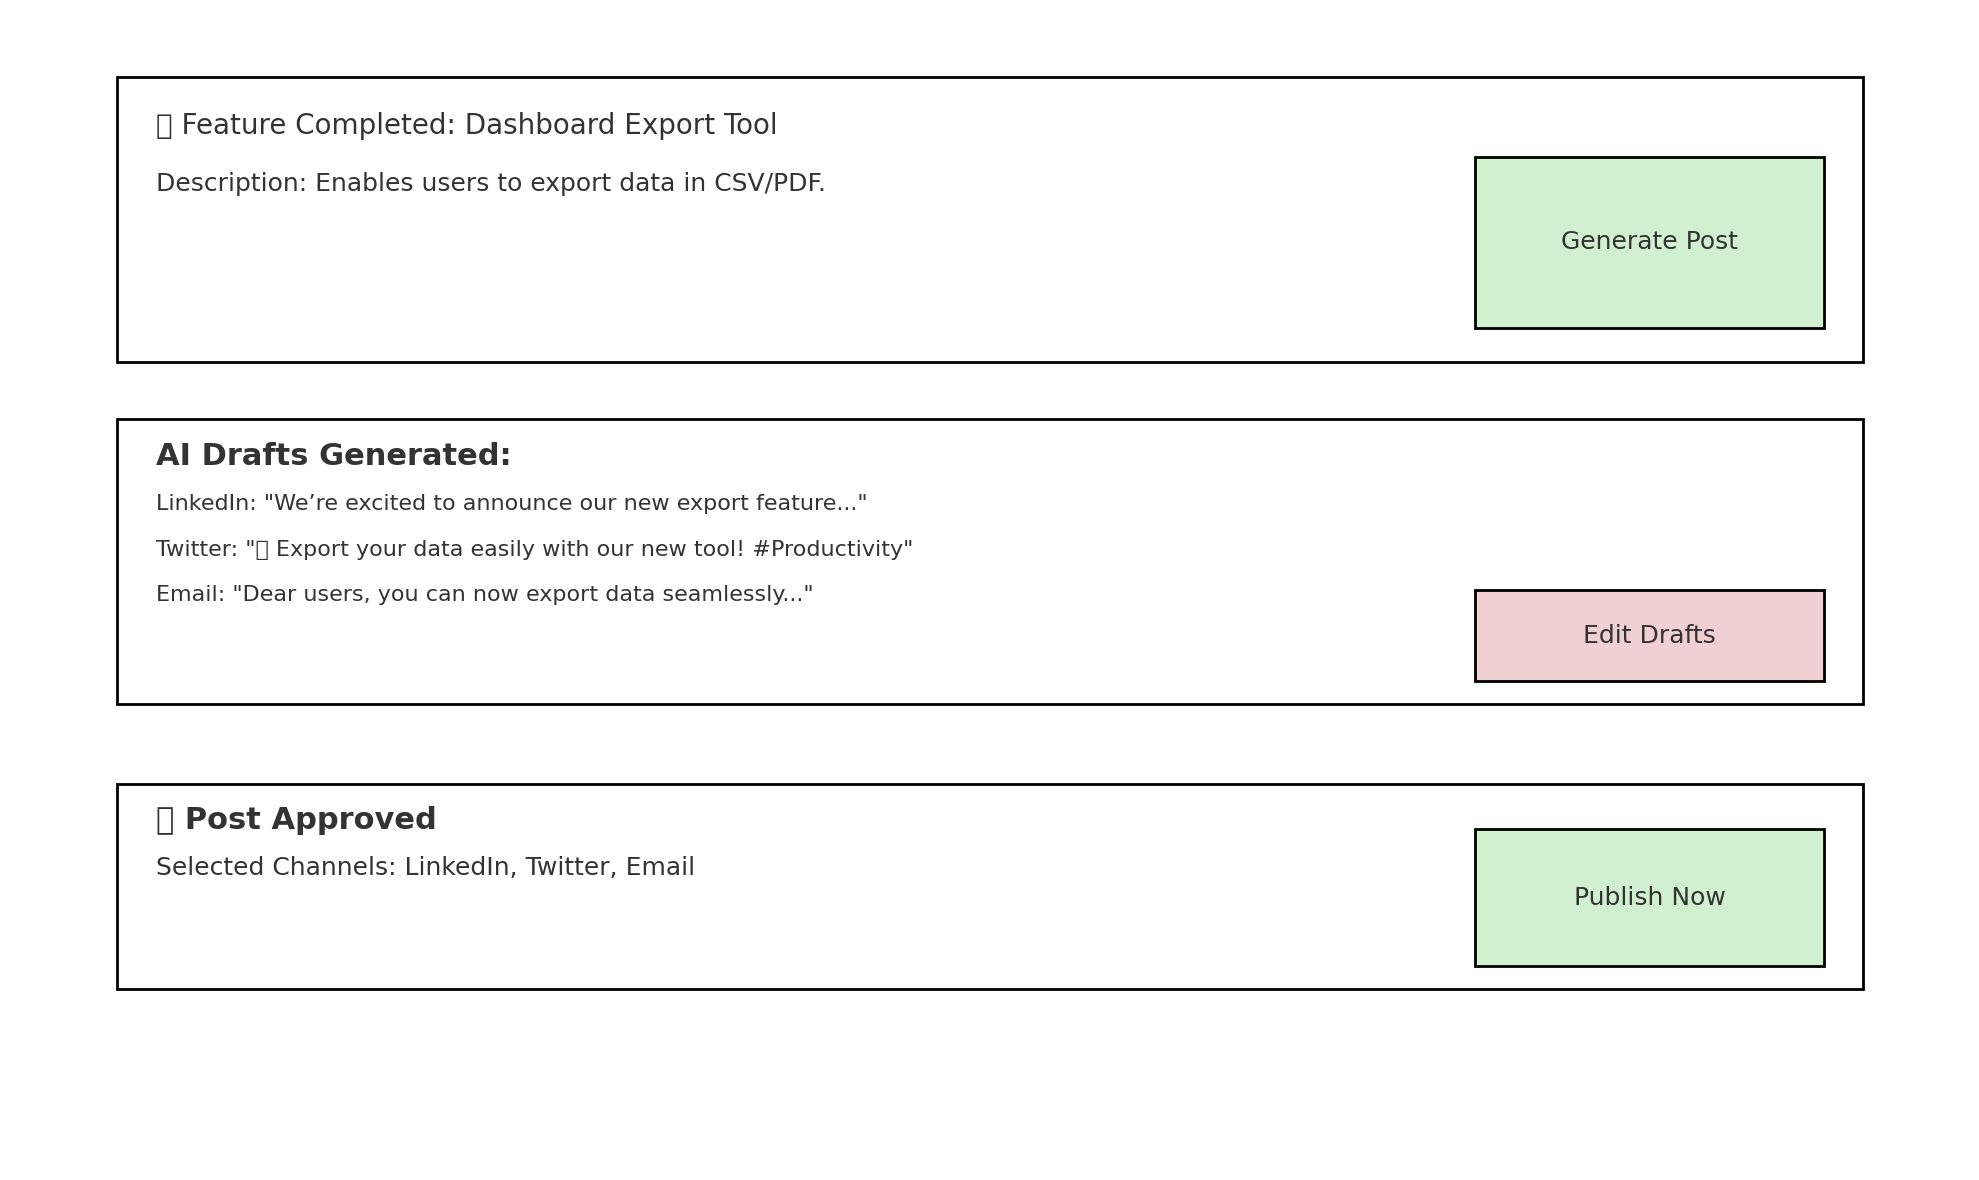 ▯ Feature Completed: Dashboard Export Tool
Description: Enables users to export data in CSV/PDF.
Generate Post
AI Drafts Generated:
LinkedIn: "We’re excited to announce our new export feature..."
Twitter: "▯ Export your data easily with our new tool! #Productivity"
Email: "Dear users, you can now export data seamlessly..."
Edit Drafts
▯ Post Approved
Selected Channels: LinkedIn, Twitter, Email
Publish Now